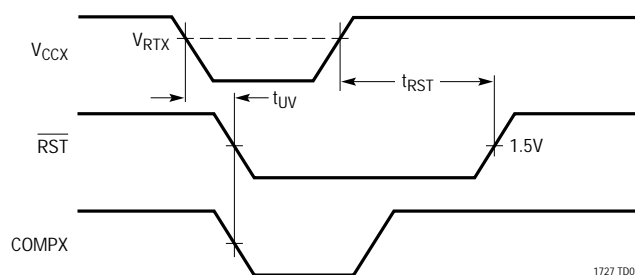 VCCX
VRTX
tRST
tUV
RST
1.5V
COMPX
1727 TD0